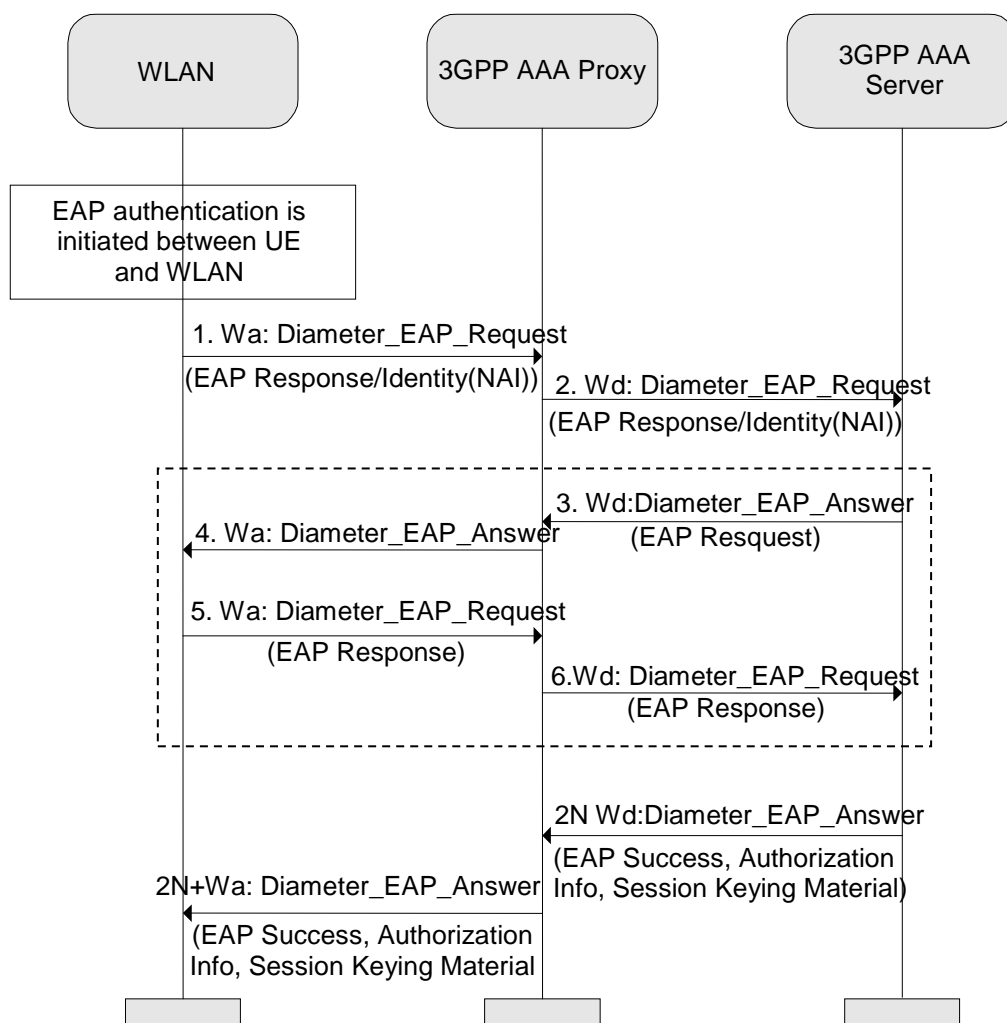 WLAN
3GPP AAA Proxy
3GPP AAA
Server
EAP authentication is
initiated between UE
and WLAN
1. Wa: Diameter_EAP_Request
(EAP Response/Identity(NAI))
2. Wd: Diameter_EAP_Request
(EAP Response/Identity(NAI))
3. Wd:Diameter_EAP_Answer
(EAP Resquest)
4. Wa: Diameter_EAP_Answer
5. Wa: Diameter_EAP_Request
(EAP Response)
6.Wd: Diameter_EAP_Request
(EAP Response)
2N Wd:Diameter_EAP_Answer
(EAP Success, Authorization
Info, Session Keying Material)
2N+Wa: Diameter_EAP_Answer
(EAP Success, Authorization
Info, Session Keying Material